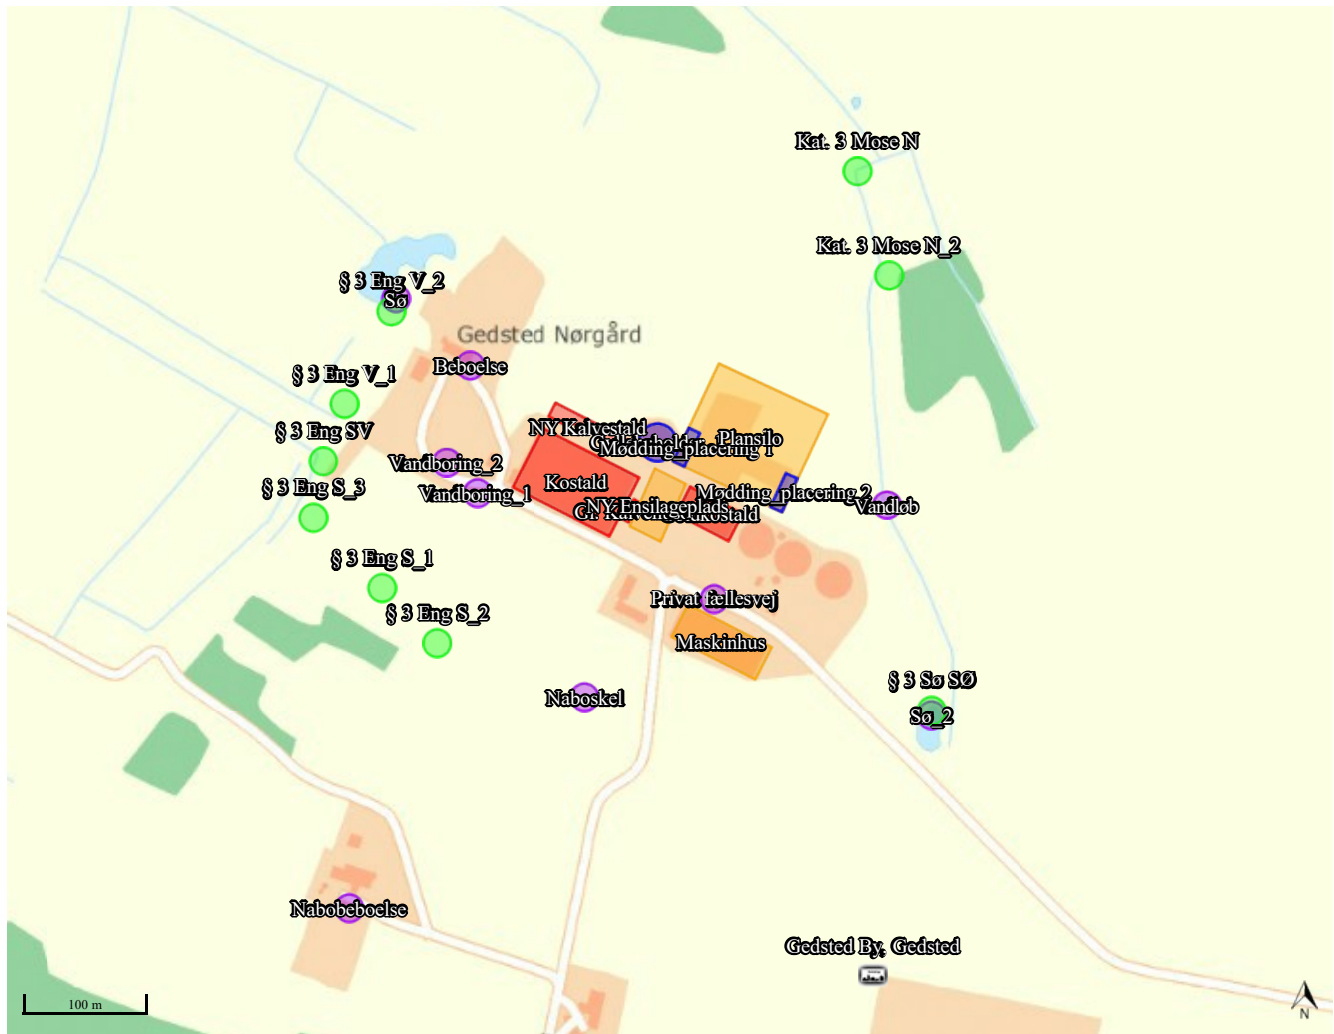 Kat. 3 Mose N
Kat. 3 Mose N_2
§ 3 Eng V_2
Sø
Gedsted Nørgård
Beboelse
§ 3 Eng V_1
NY Kalvestald
Plansilo
Mødding_placering 1
§ 3 Eng SV
Vandboring_2
Kostald
§ 3 Eng S_3
Vandboring_1
Mødding_placering_2
NY Ensilageplads
Vandløb
§ 3 Eng S_1
Privat fællesvej
§ 3 Eng S_2
Maskinhus
§ 3 Sø SØ
Naboskel
Sø_2
Nabobeboelse
Gedsted By, Gedsted
100 m
N